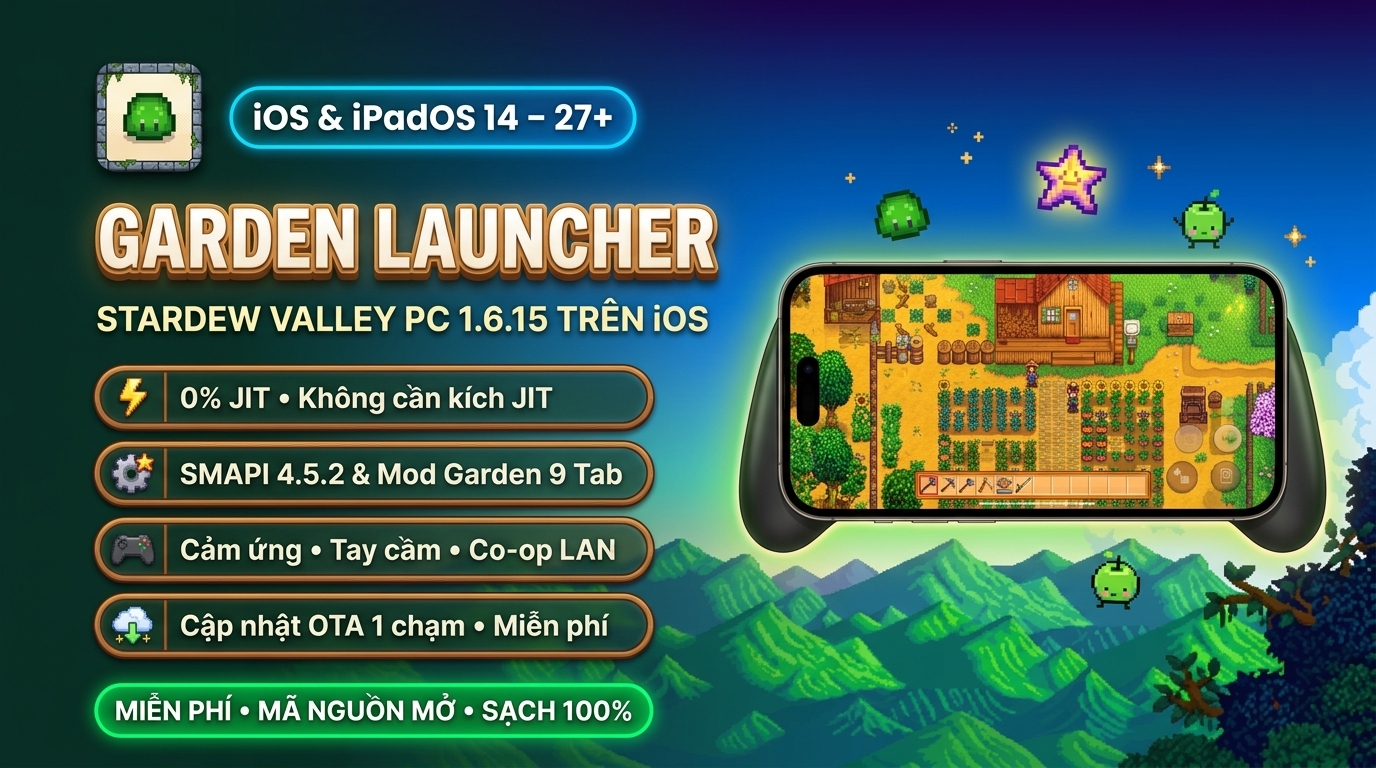 iOS & iPadOS 14 - 27+
GARDEN LAUNCHER
STARDEW VALLEY PC 1.6.15 TRÊN iOS
0% JIT • Không cần kích JIT
SMAPI 4.5.2 & Mod Garden 9 Tab
Cảm ứng • Tay cầm • Co-op LAN
Cập nhật OTA 1 chạm • Miễn phí
MIỄN PHÍ • MÃ NGUỒN MỞ • SẠCH 100%